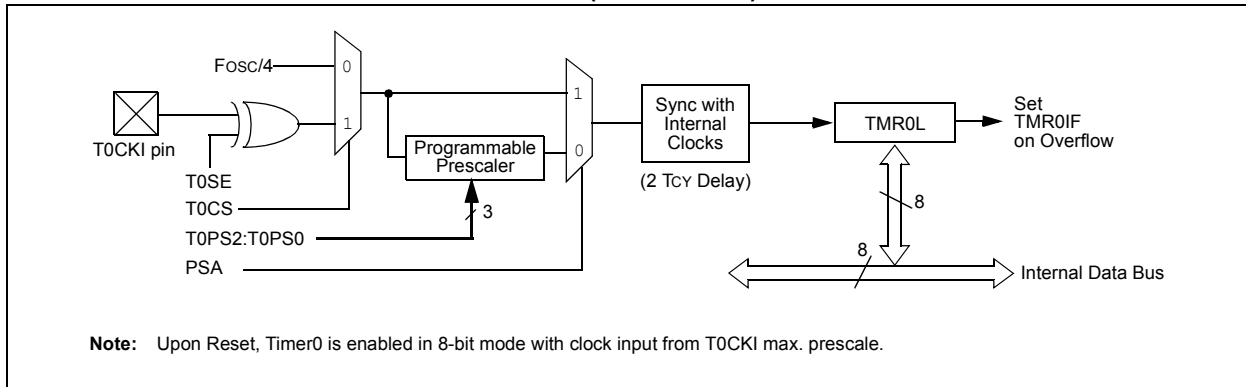 FOSC/4
0
1
T0CKI pin
T0SE
T0CS
T0PS2:T0PS0
PSA
Programmable
Prescaler
3
1
0
Sync with
Internal
Clocks
(2 TCY Delay)
TMR0L
Set
TMR0IF
on Overflow
8
8
Internal Data Bus
Note: Upon Reset, Timer0 is enabled in 8-bit mode with clock input from T0CKI max. prescale.